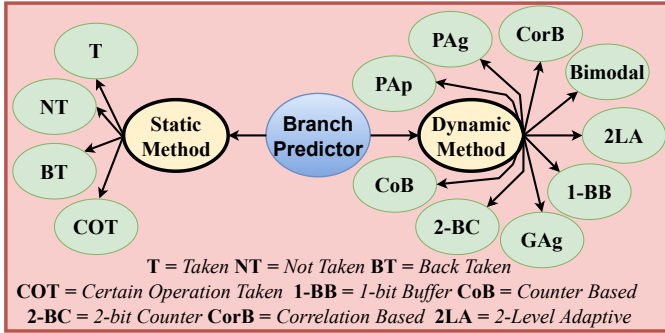 T
NT
BT
COT
Static
Method
Branch
Predictor
Dynamic
Method
PAg
PAp
CorB
Bimodal
2LA
1-BB
GAg
2-BC
CoB
T = Taken NT = Not Taken BT = Back Taken
COT = Certain Operation Taken 1-BB = 1-bit Buffer CoB = Counter Based
2-BC = 2-bit Counter CorB = Correlation Based 2LA = 2-Level Adaptive